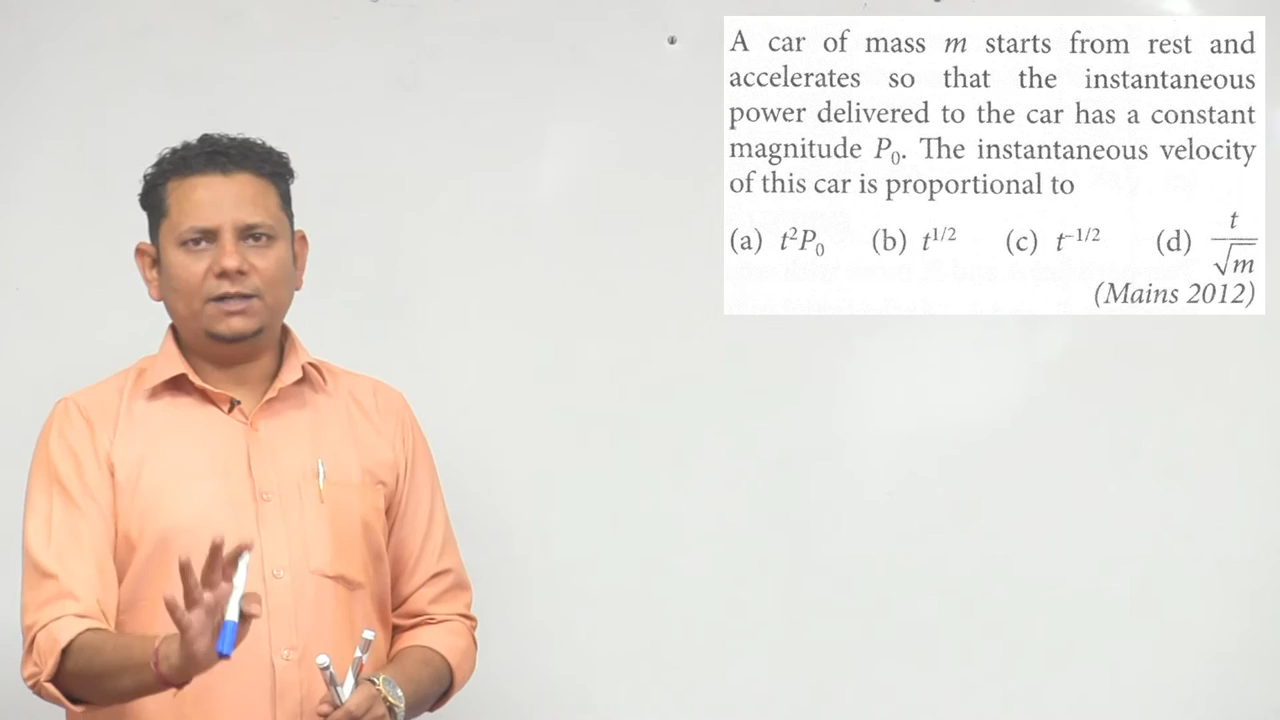 A car of mass m starts from rest and
accelerates so that the instantaneous
power delivered to the car has a constant
magnitude P₀. The instantaneous velocity
of this car is proportional to
(a) t²P₀ (b) t¹/² (c) t⁻¹/² (d) t/√m
(Mains 2012)